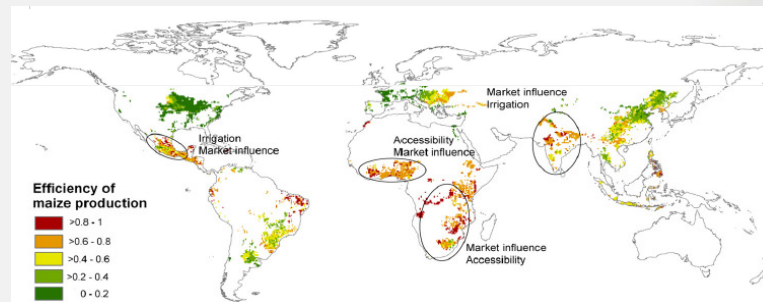 Market influence
Irrigation
Irrigation
Market influence
Accessibility
Market influence
Market influence
Accessibility
Efficiency of
maize production
>0.8 - 1
>0.6 - 0.8
>0.4 - 0.6
>0.2 - 0.4
0 - 0.2